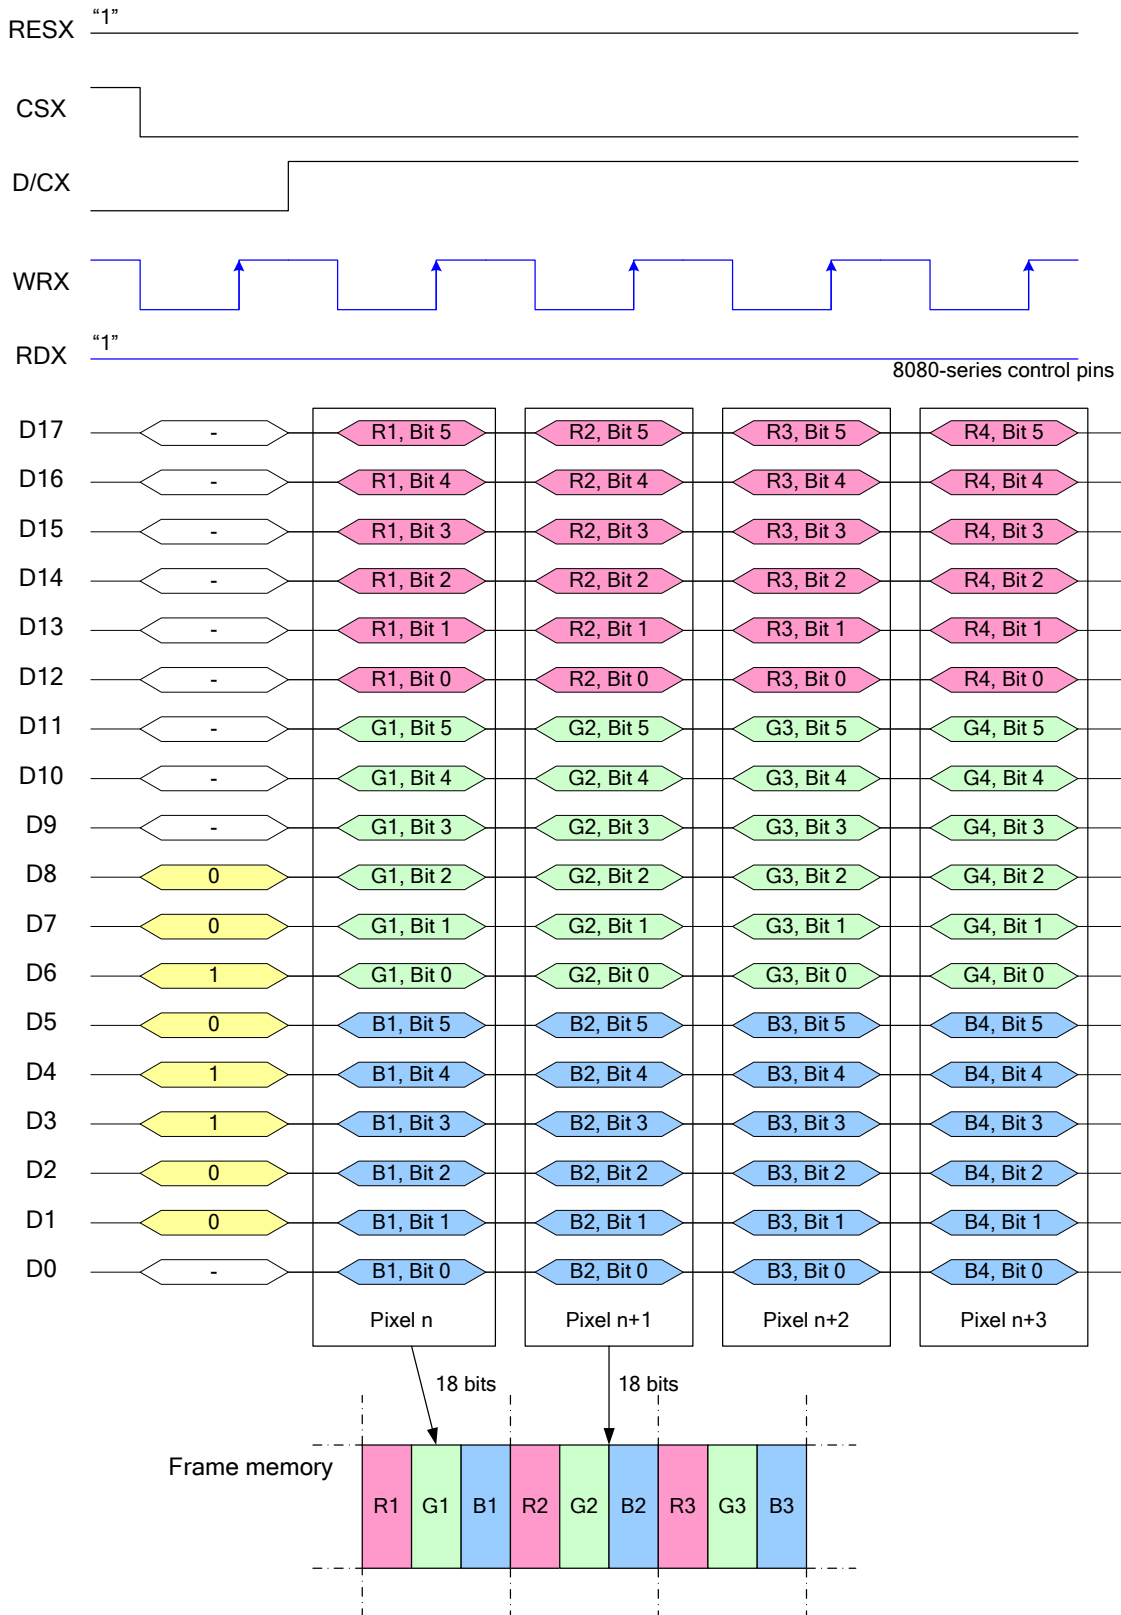 RESX “1”
CSX
D/CX
WRX
RDX “1”
8080-series control pins
D17 - R1, Bit 5 R2, Bit 5 R3, Bit 5 R4, Bit 5
D16 - R1, Bit 4 R2, Bit 4 R3, Bit 4 R4, Bit 4
D15 - R1, Bit 3 R2, Bit 3 R3, Bit 3 R4, Bit 3
D14 - R1, Bit 2 R2, Bit 2 R3, Bit 2 R4, Bit 2
D13 - R1, Bit 1 R2, Bit 1 R3, Bit 1 R4, Bit 1
D12 - R1, Bit 0 R2, Bit 0 R3, Bit 0 R4, Bit 0
D11 - G1, Bit 5 G2, Bit 5 G3, Bit 5 G4, Bit 5
D10 - G1, Bit 4 G2, Bit 4 G3, Bit 4 G4, Bit 4
D9 - G1, Bit 3 G2, Bit 3 G3, Bit 3 G4, Bit 3
D8 0 G1, Bit 2 G2, Bit 2 G3, Bit 2 G4, Bit 2
D7 0 G1, Bit 1 G2, Bit 1 G3, Bit 1 G4, Bit 1
D6 1 G1, Bit 0 G2, Bit 0 G3, Bit 0 G4, Bit 0
D5 0 B1, Bit 5 B2, Bit 5 B3, Bit 5 B4, Bit 5
D4 1 B1, Bit 4 B2, Bit 4 B3, Bit 4 B4, Bit 4
D3 1 B1, Bit 3 B2, Bit 3 B3, Bit 3 B4, Bit 3
D2 0 B1, Bit 2 B2, Bit 2 B3, Bit 2 B4, Bit 2
D1 0 B1, Bit 1 B2, Bit 1 B3, Bit 1 B4, Bit 1
D0 - B1, Bit 0 B2, Bit 0 B3, Bit 0 B4, Bit 0
Pixel n Pixel n+1 Pixel n+2 Pixel n+3
18 bits 18 bits
Frame memory
R1 G1 B1 R2 G2 B2 R3 G3 B3